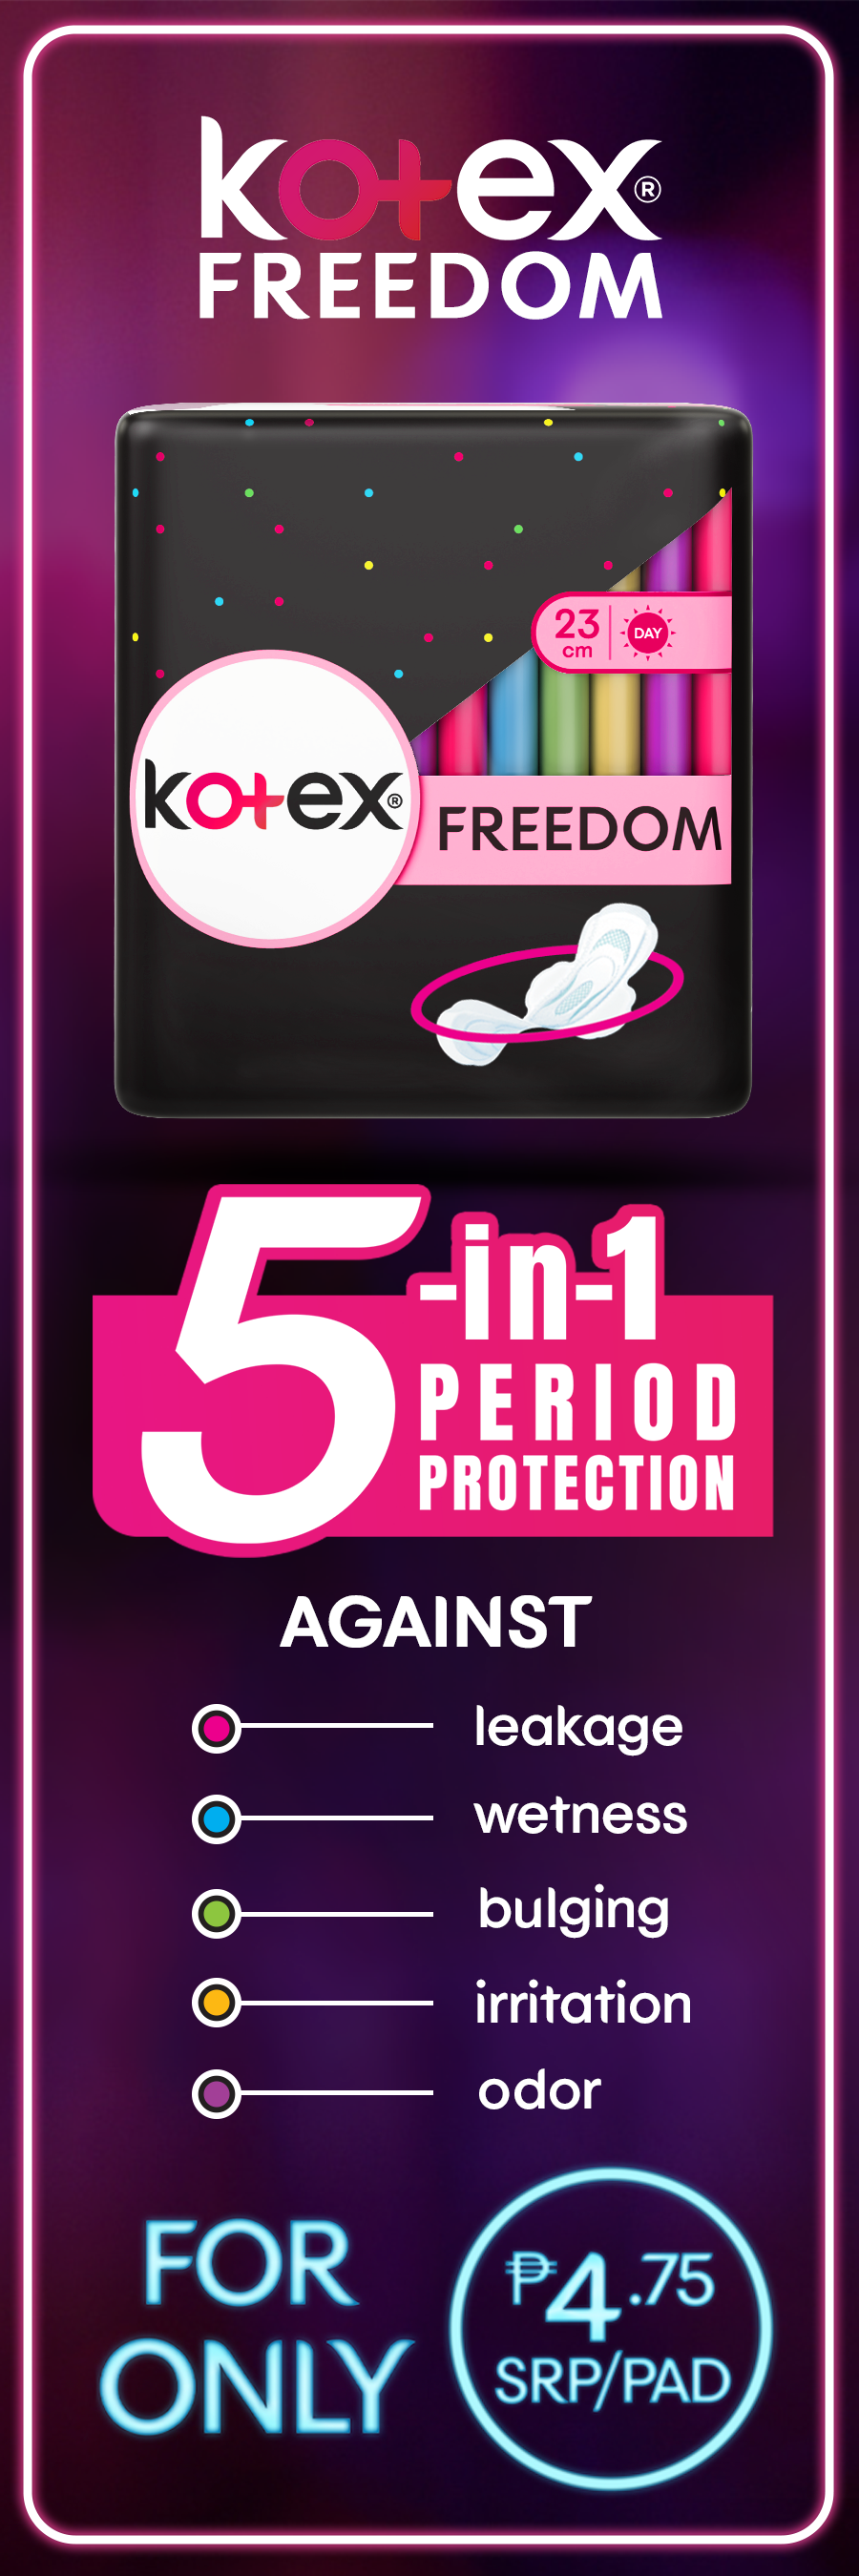 kotex®
FREEDOM
23
cm
DAY
kotex®
FREEDOM
5-in-1
PERIOD
PROTECTION
AGAINST
leakage
wetness
bulging
irritation
odor
FOR
ONLY
₱4.75
SRP/PAD